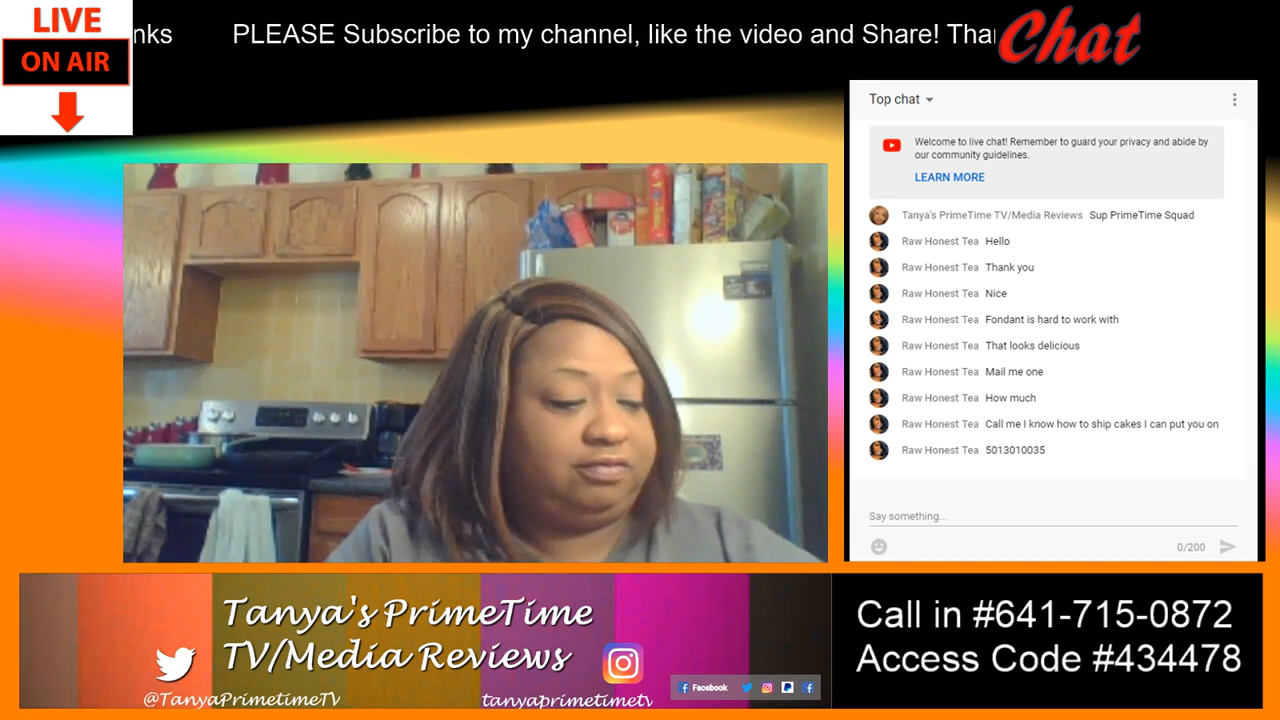 LIVE
ON AIR
nks PLEASE Subscribe to my channel, like the video and Share! Tha
Chat
Top chat
Welcome to live chat! Remember to guard your privacy and abide by
our community guidelines.
LEARN MORE
Tanya's PrimeTime TV/Media Reviews Sup PrimeTime Squad
Raw Honest Tea Hello
Raw Honest Tea Thank you
Raw Honest Tea Nice
Raw Honest Tea Fondant is hard to work with
Raw Honest Tea That looks delicious
Raw Honest Tea Mail me one
Raw Honest Tea How much
Raw Honest Tea Call me I know how to ship cakes I can put you on
Raw Honest Tea 5013010035
Say something...
0/200
Tanya's PrimeTime
TV/Media Reviews
@TanyaPrimetimeTV
tanyaprimetimetv
Facebook
Call in #641-715-0872
Access Code #434478